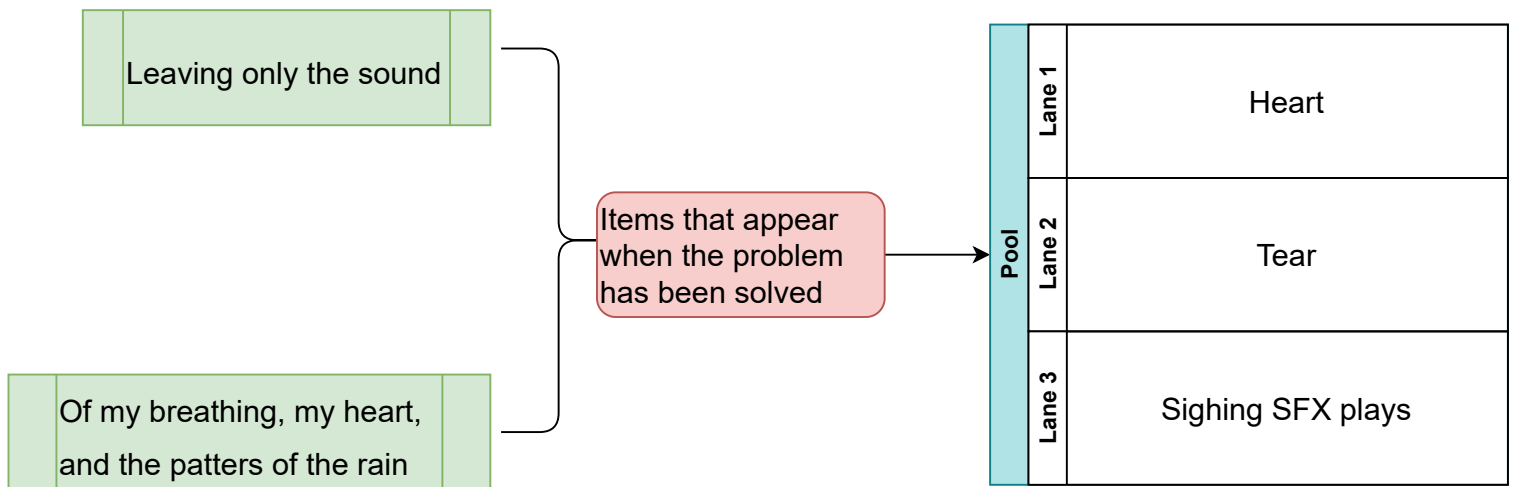 Leaving only the sound
Of my breathing, my heart,
and the patters of the rain
Items that appear
when the problem
has been solved
Pool
Lane 1
Heart
Lane 2
Tear
Lane 3
Sighing SFX plays